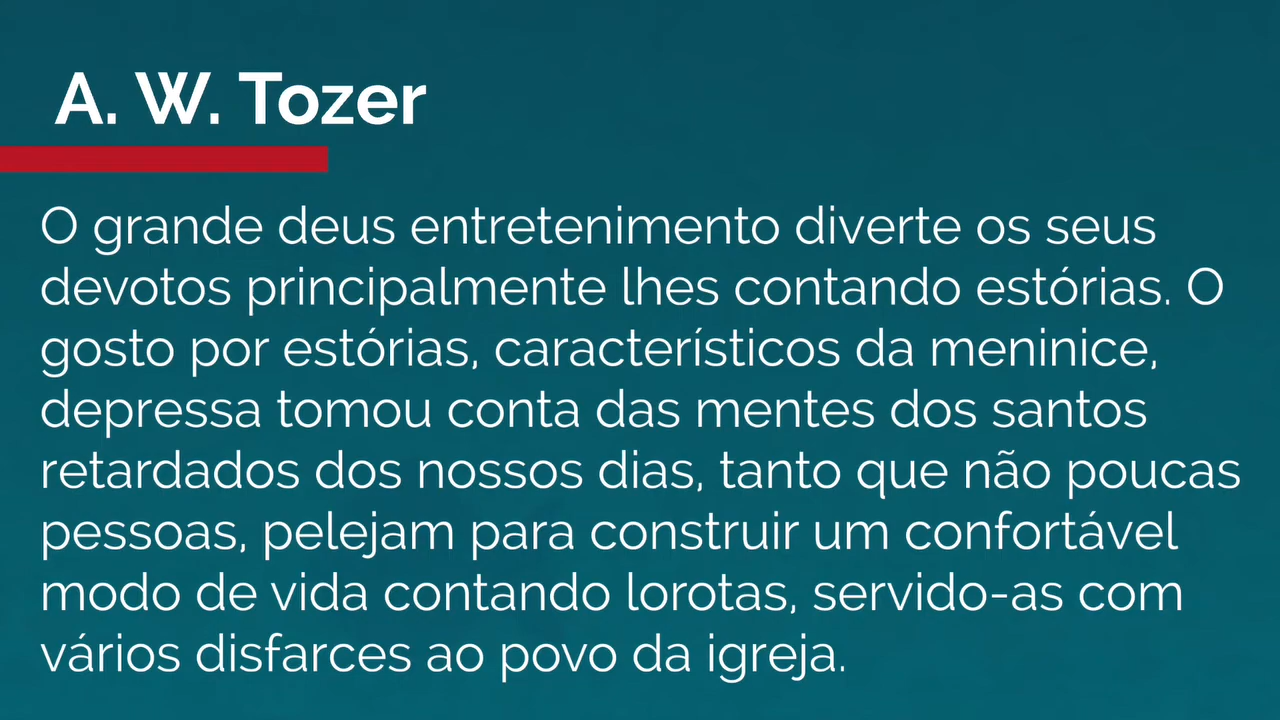 A. W. Tozer
O grande deus entretenimento diverte os seus
devotos principalmente lhes contando estórias. O
gosto por estórias, característicos da meninice,
depressa tomou conta das mentes dos santos
retardados dos nossos dias, tanto que não poucas
pessoas, pelejam para construir um confortável
modo de vida contando lorotas, servido-as com
vários disfarces ao povo da igreja.